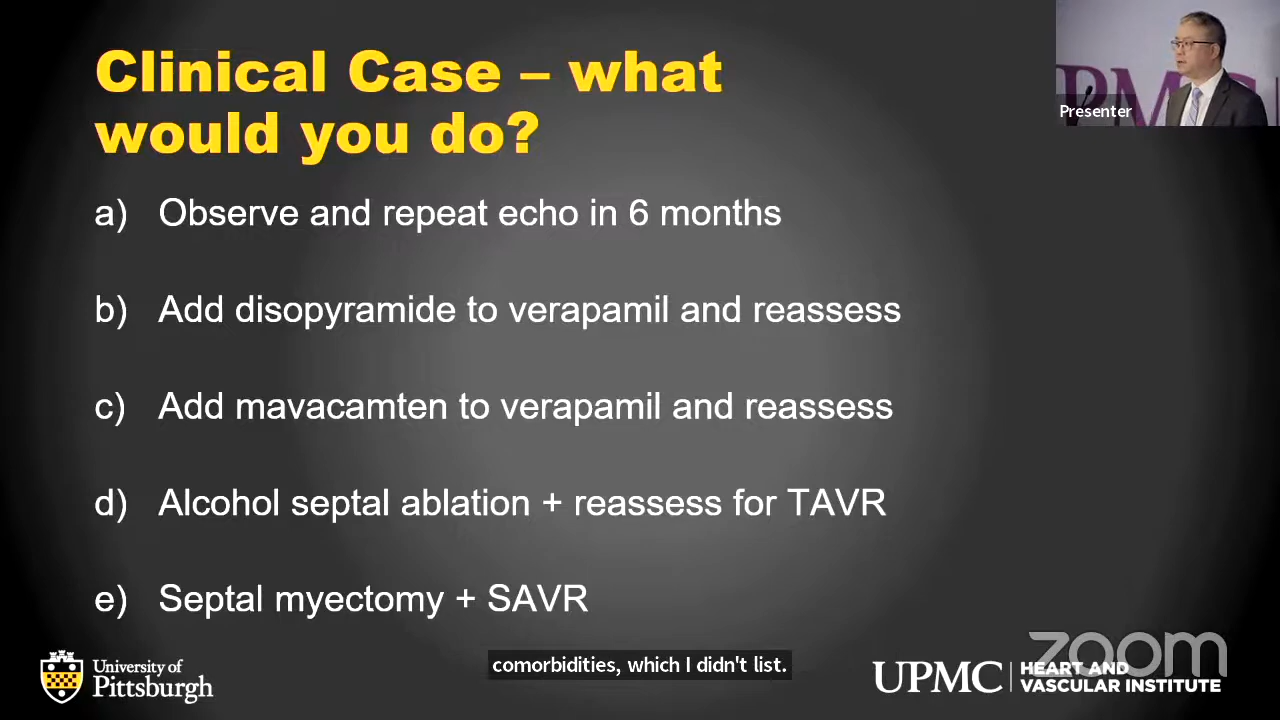 Clinical Case – what
would you do?
PMC
Presenter
a) Observe and repeat echo in 6 months
b) Add disopyramide to verapamil and reassess
c) Add mavacamten to verapamil and reassess
d) Alcohol septal ablation + reassess for TAVR
e) Septal myectomy + SAVR
zoom
comorbidities, which I didn't list.
University of
Pittsburgh
UPMC
HEART AND
VASCULAR INSTITUTE